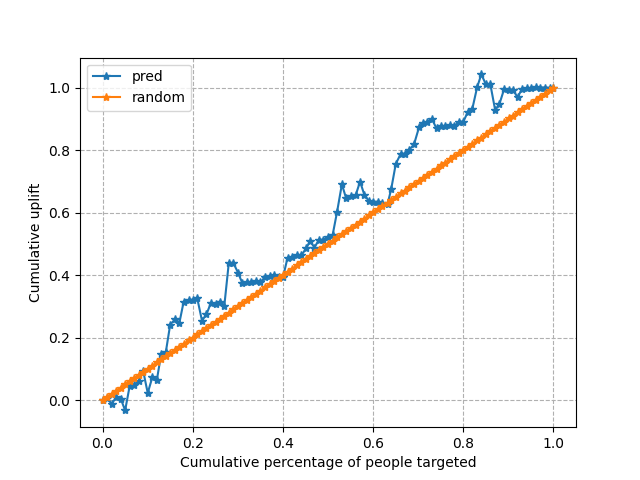 pred
random
1.0
0.8
0.6
0.4
0.2
0.0
Cumulative uplift
0.0 0.2 0.4 0.6 0.8 1.0
Cumulative percentage of people targeted